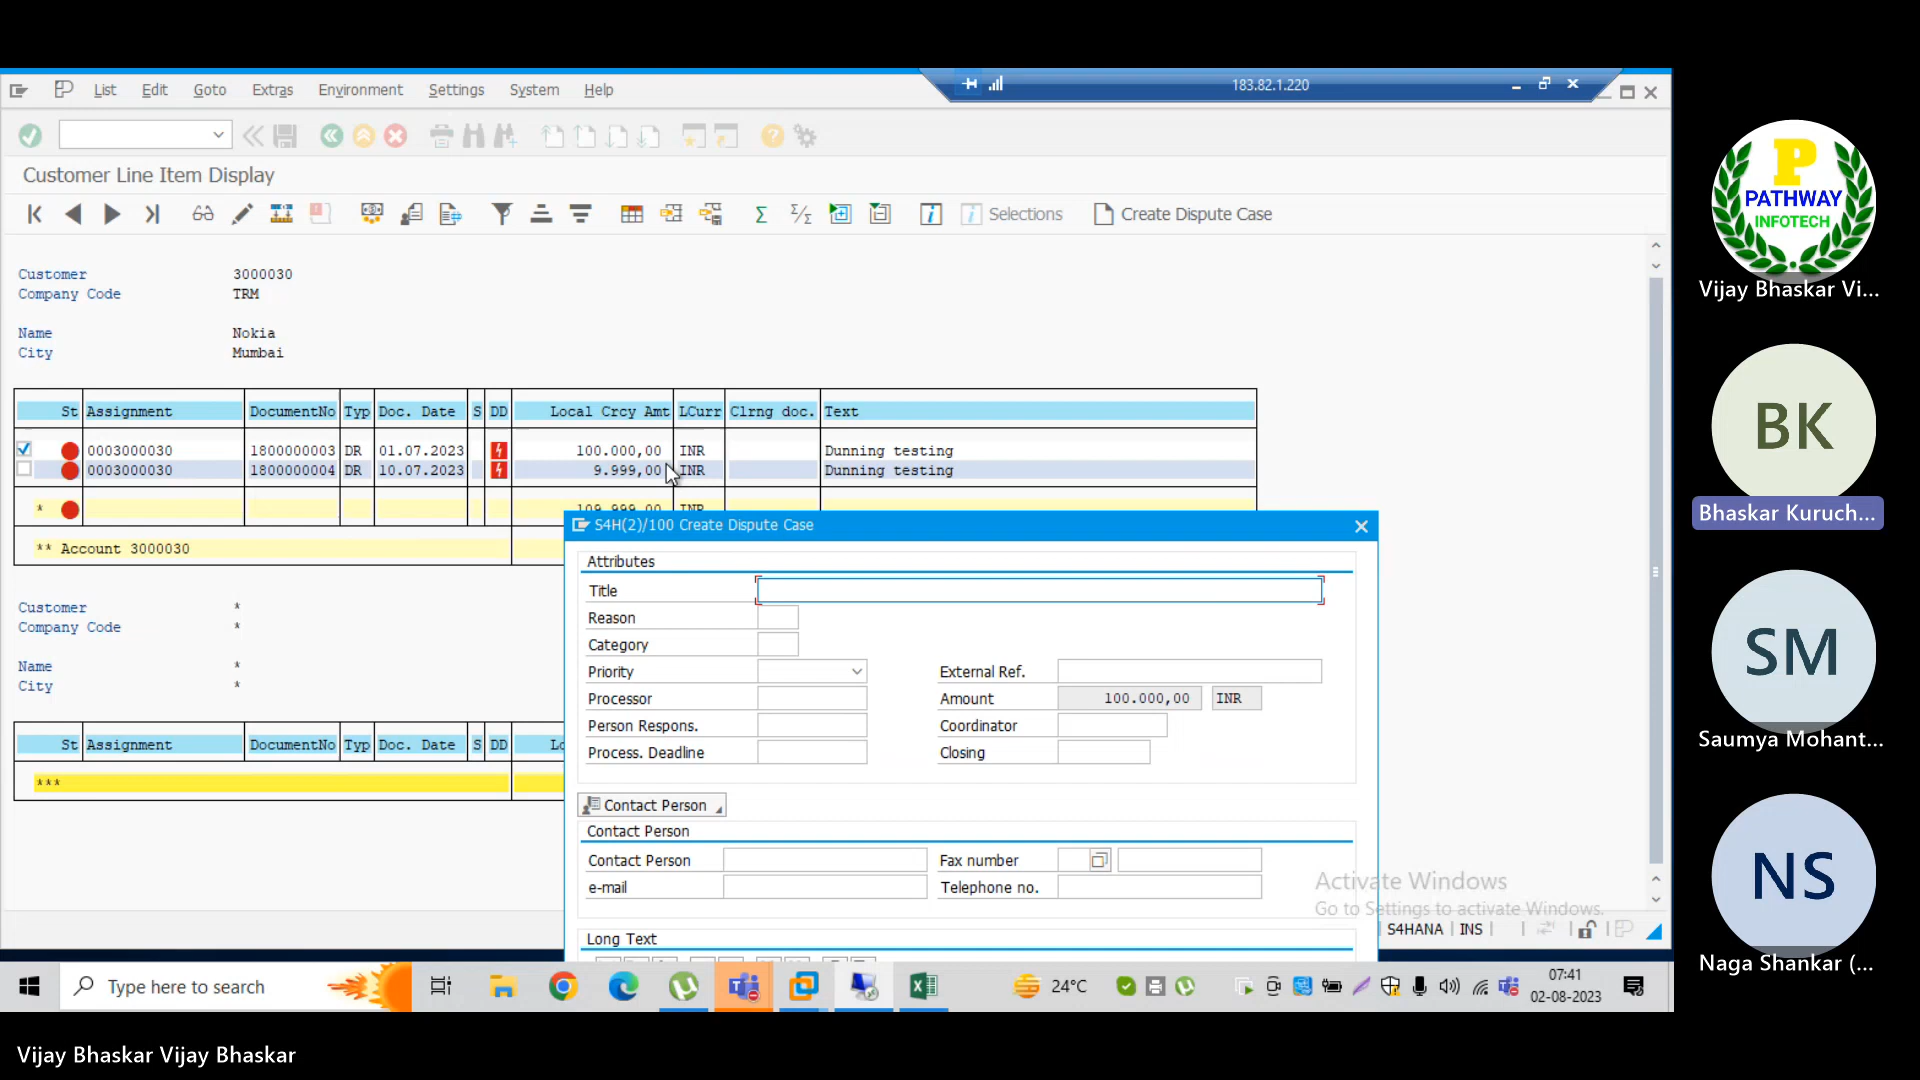 List Edit Goto Extras Environment Settings System Help
183.82.1.220
Customer Line Item Display
Selections Create Dispute Case
Customer 3000030
Company Code TRM
Name Nokia
City Mumbai
St Assignment DocumentNo Typ Doc. Date S DD Local Crcy Amt LCurr Clrng doc. Text
0003000030 1800000003 DR 01.07.2023 100.000,00 INR Dunning testing
0003000030 1800000004 DR 10.07.2023 9.999,00 INR Dunning testing
* 109.999,00 INR
** Account 3000030
Customer *
Company Code *
Name *
City *
St Assignment DocumentNo Typ Doc. Date S DD Lo
***
S4H(2)/100 Create Dispute Case
Attributes
Title
Reason
Category
Priority External Ref.
Processor Amount 100.000,00 INR
Person Respons. Coordinator
Process. Deadline Closing
Contact Person
Contact Person
Contact Person Fax number
e-mail Telephone no.
Long Text
Activate Windows
Go to Settings to activate Windows.
S4HANA INS
Type here to search
24°C
07:41
02-08-2023
P
PATHWAY
INFOTECH
Vijay Bhaskar Vi...
BK
Bhaskar Kuruch...
SM
Saumya Mohant...
NS
Naga Shankar (...
Vijay Bhaskar Vijay Bhaskar